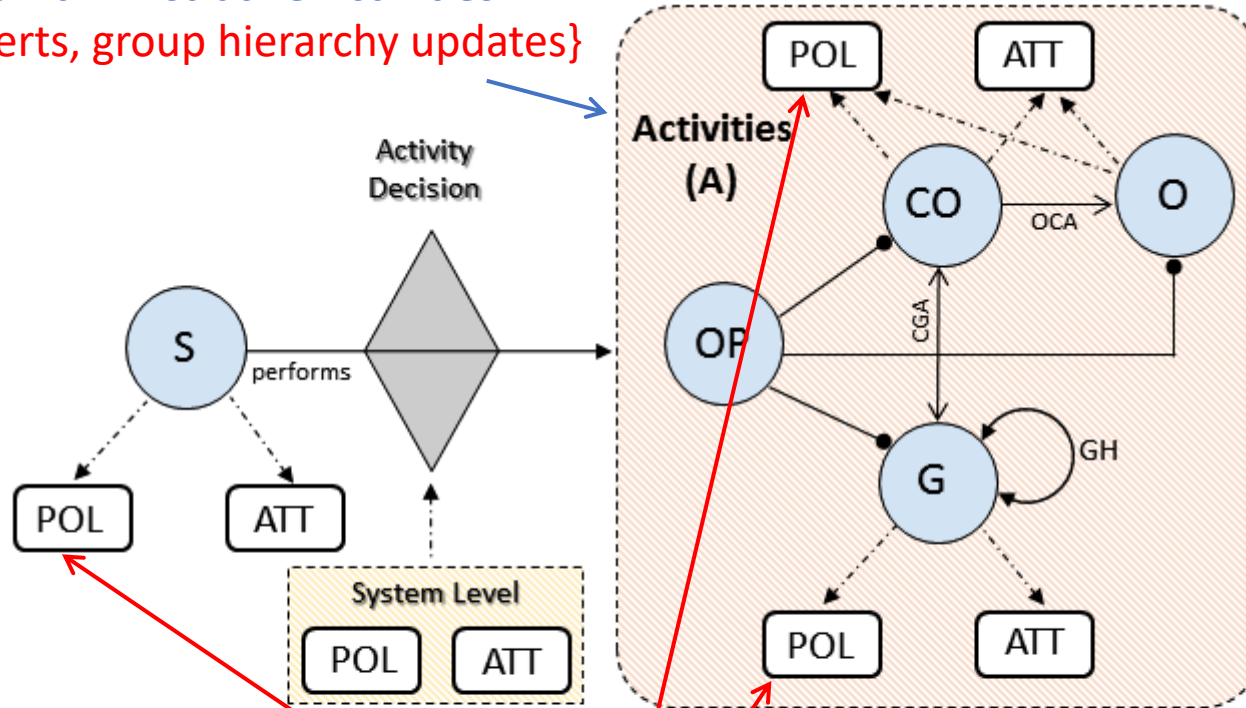 erts, group hierarchy updates}
POL
ATT
Activities
(A)
Activity
Decision
CO
O
OCA
S
performs
OP
CGA
G
GH
POL
ATT
System Level
POL
ATT
POL
ATT